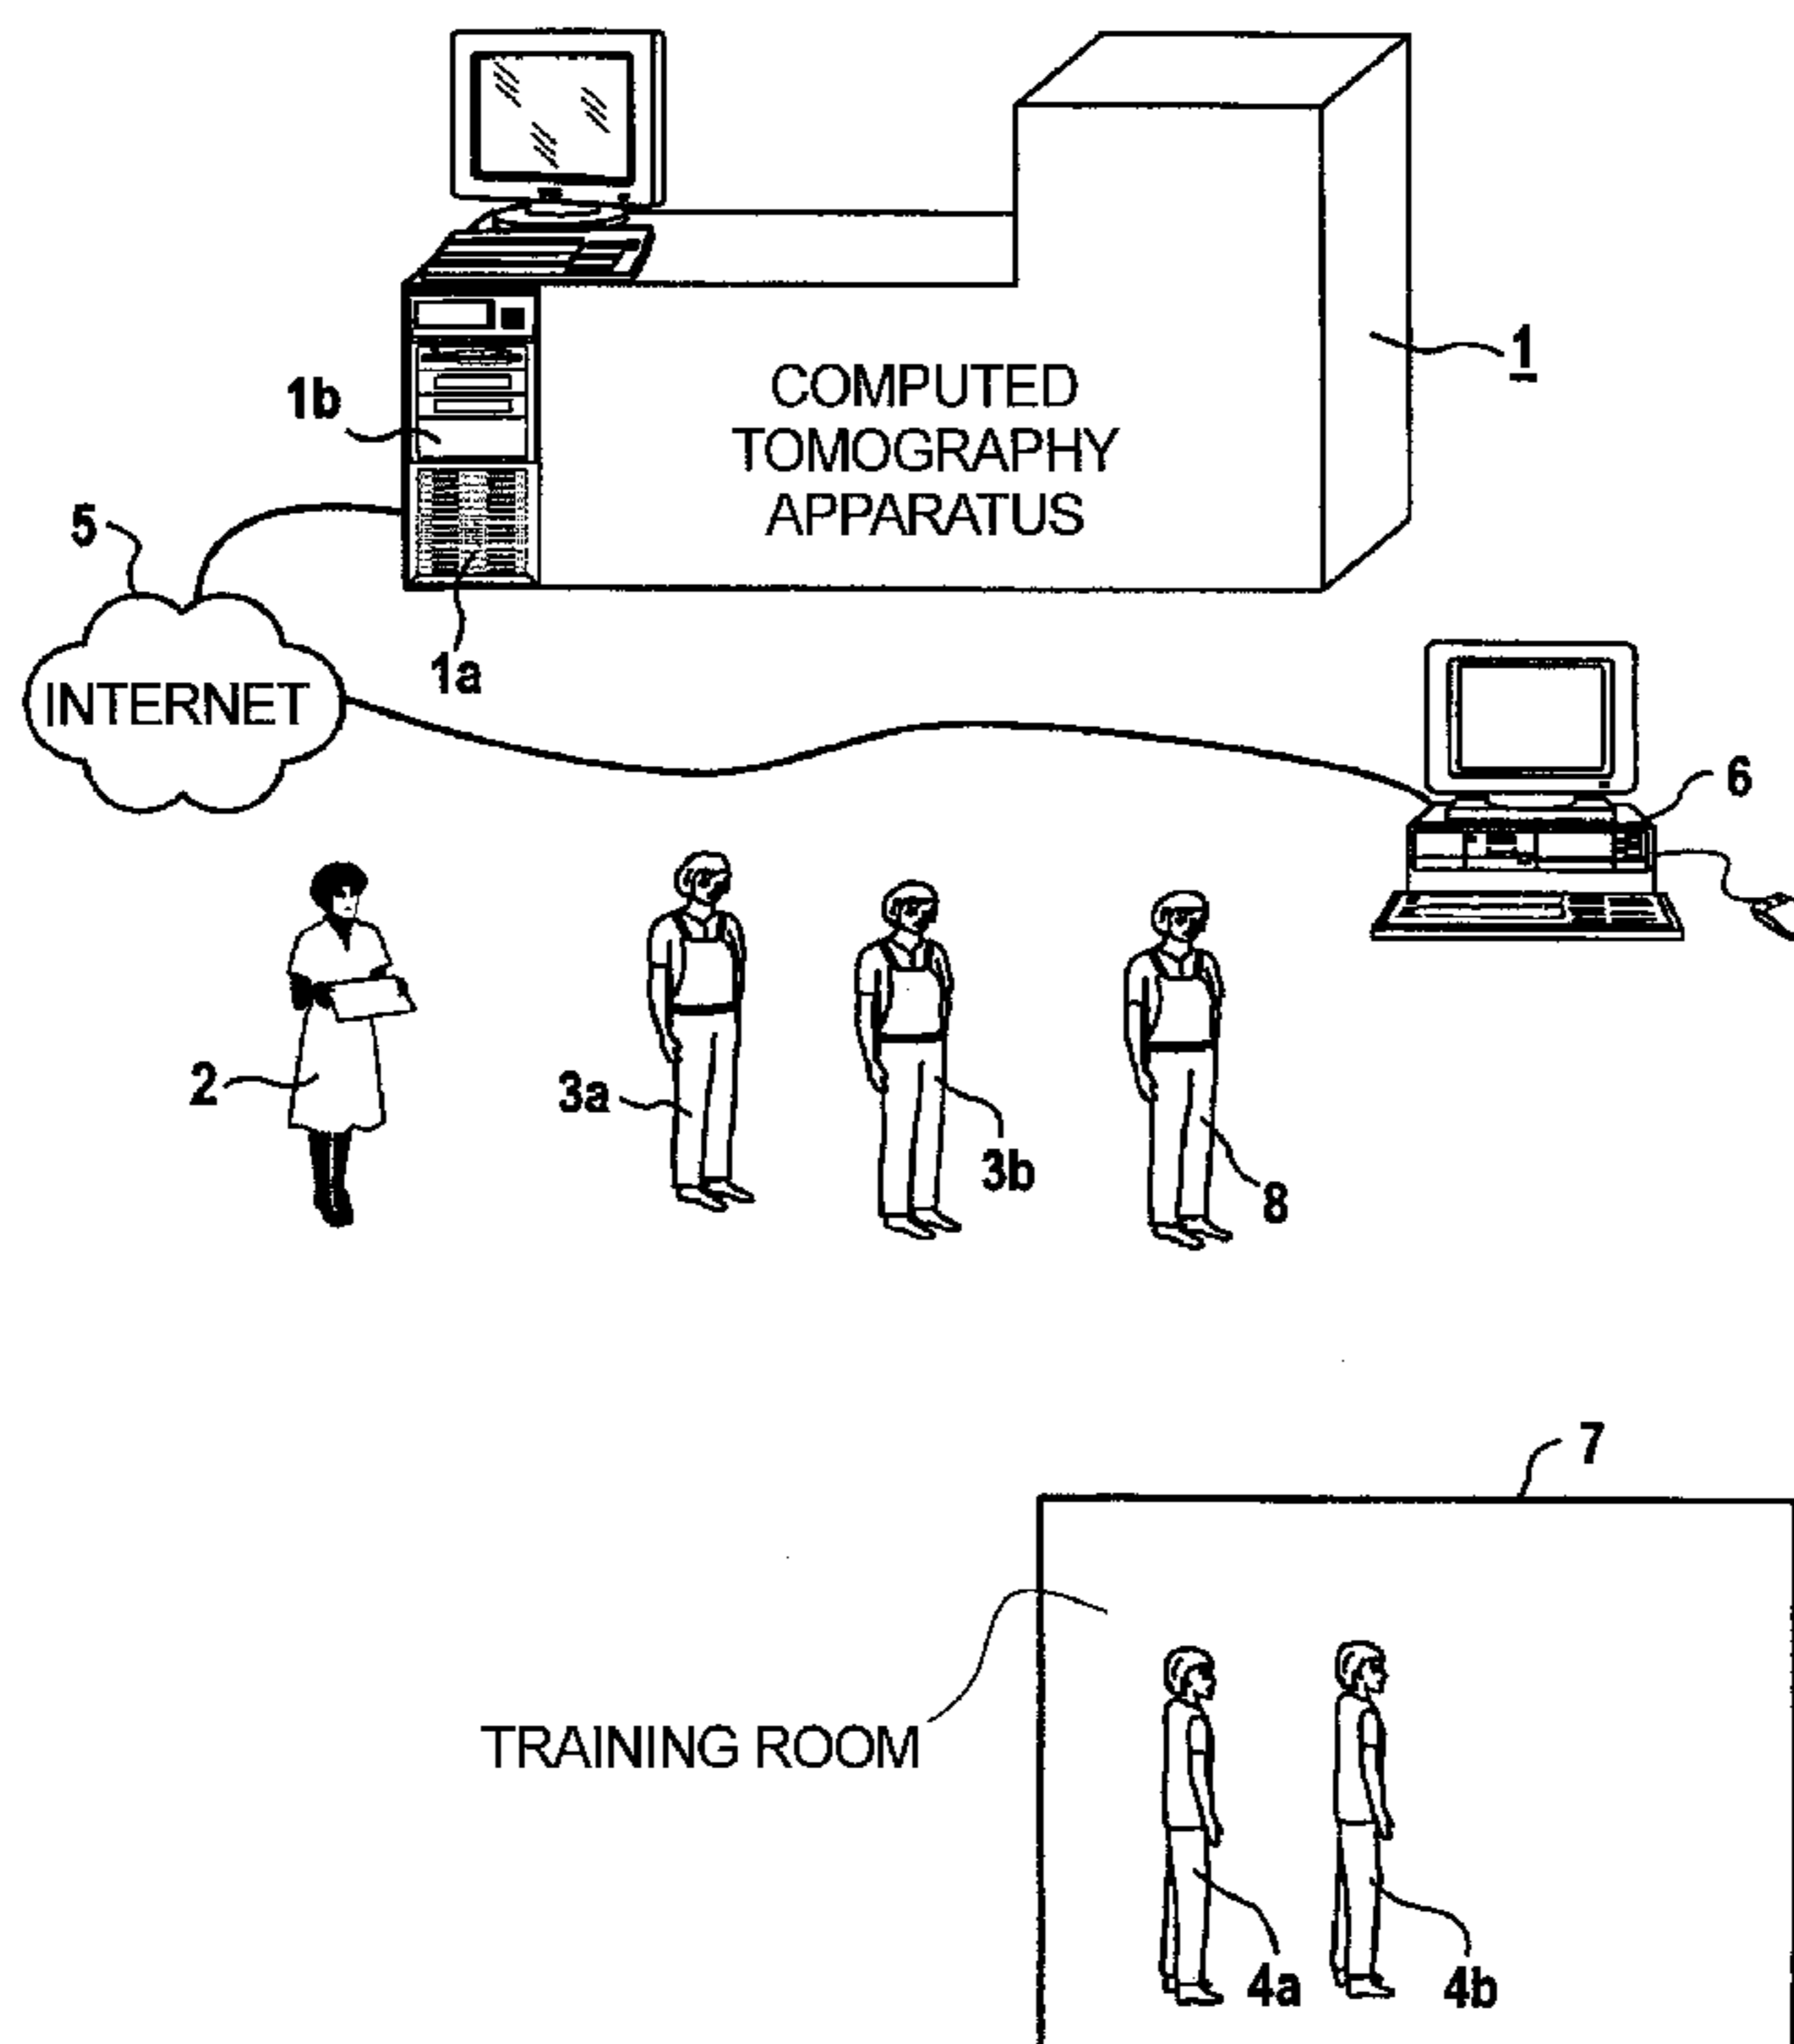 COMPUTED
TOMOGRAPHY
APPARATUS
1
1b
5
1a
INTERNET
6
2
3a
3b
8
7
TRAINING ROOM
4a
4b